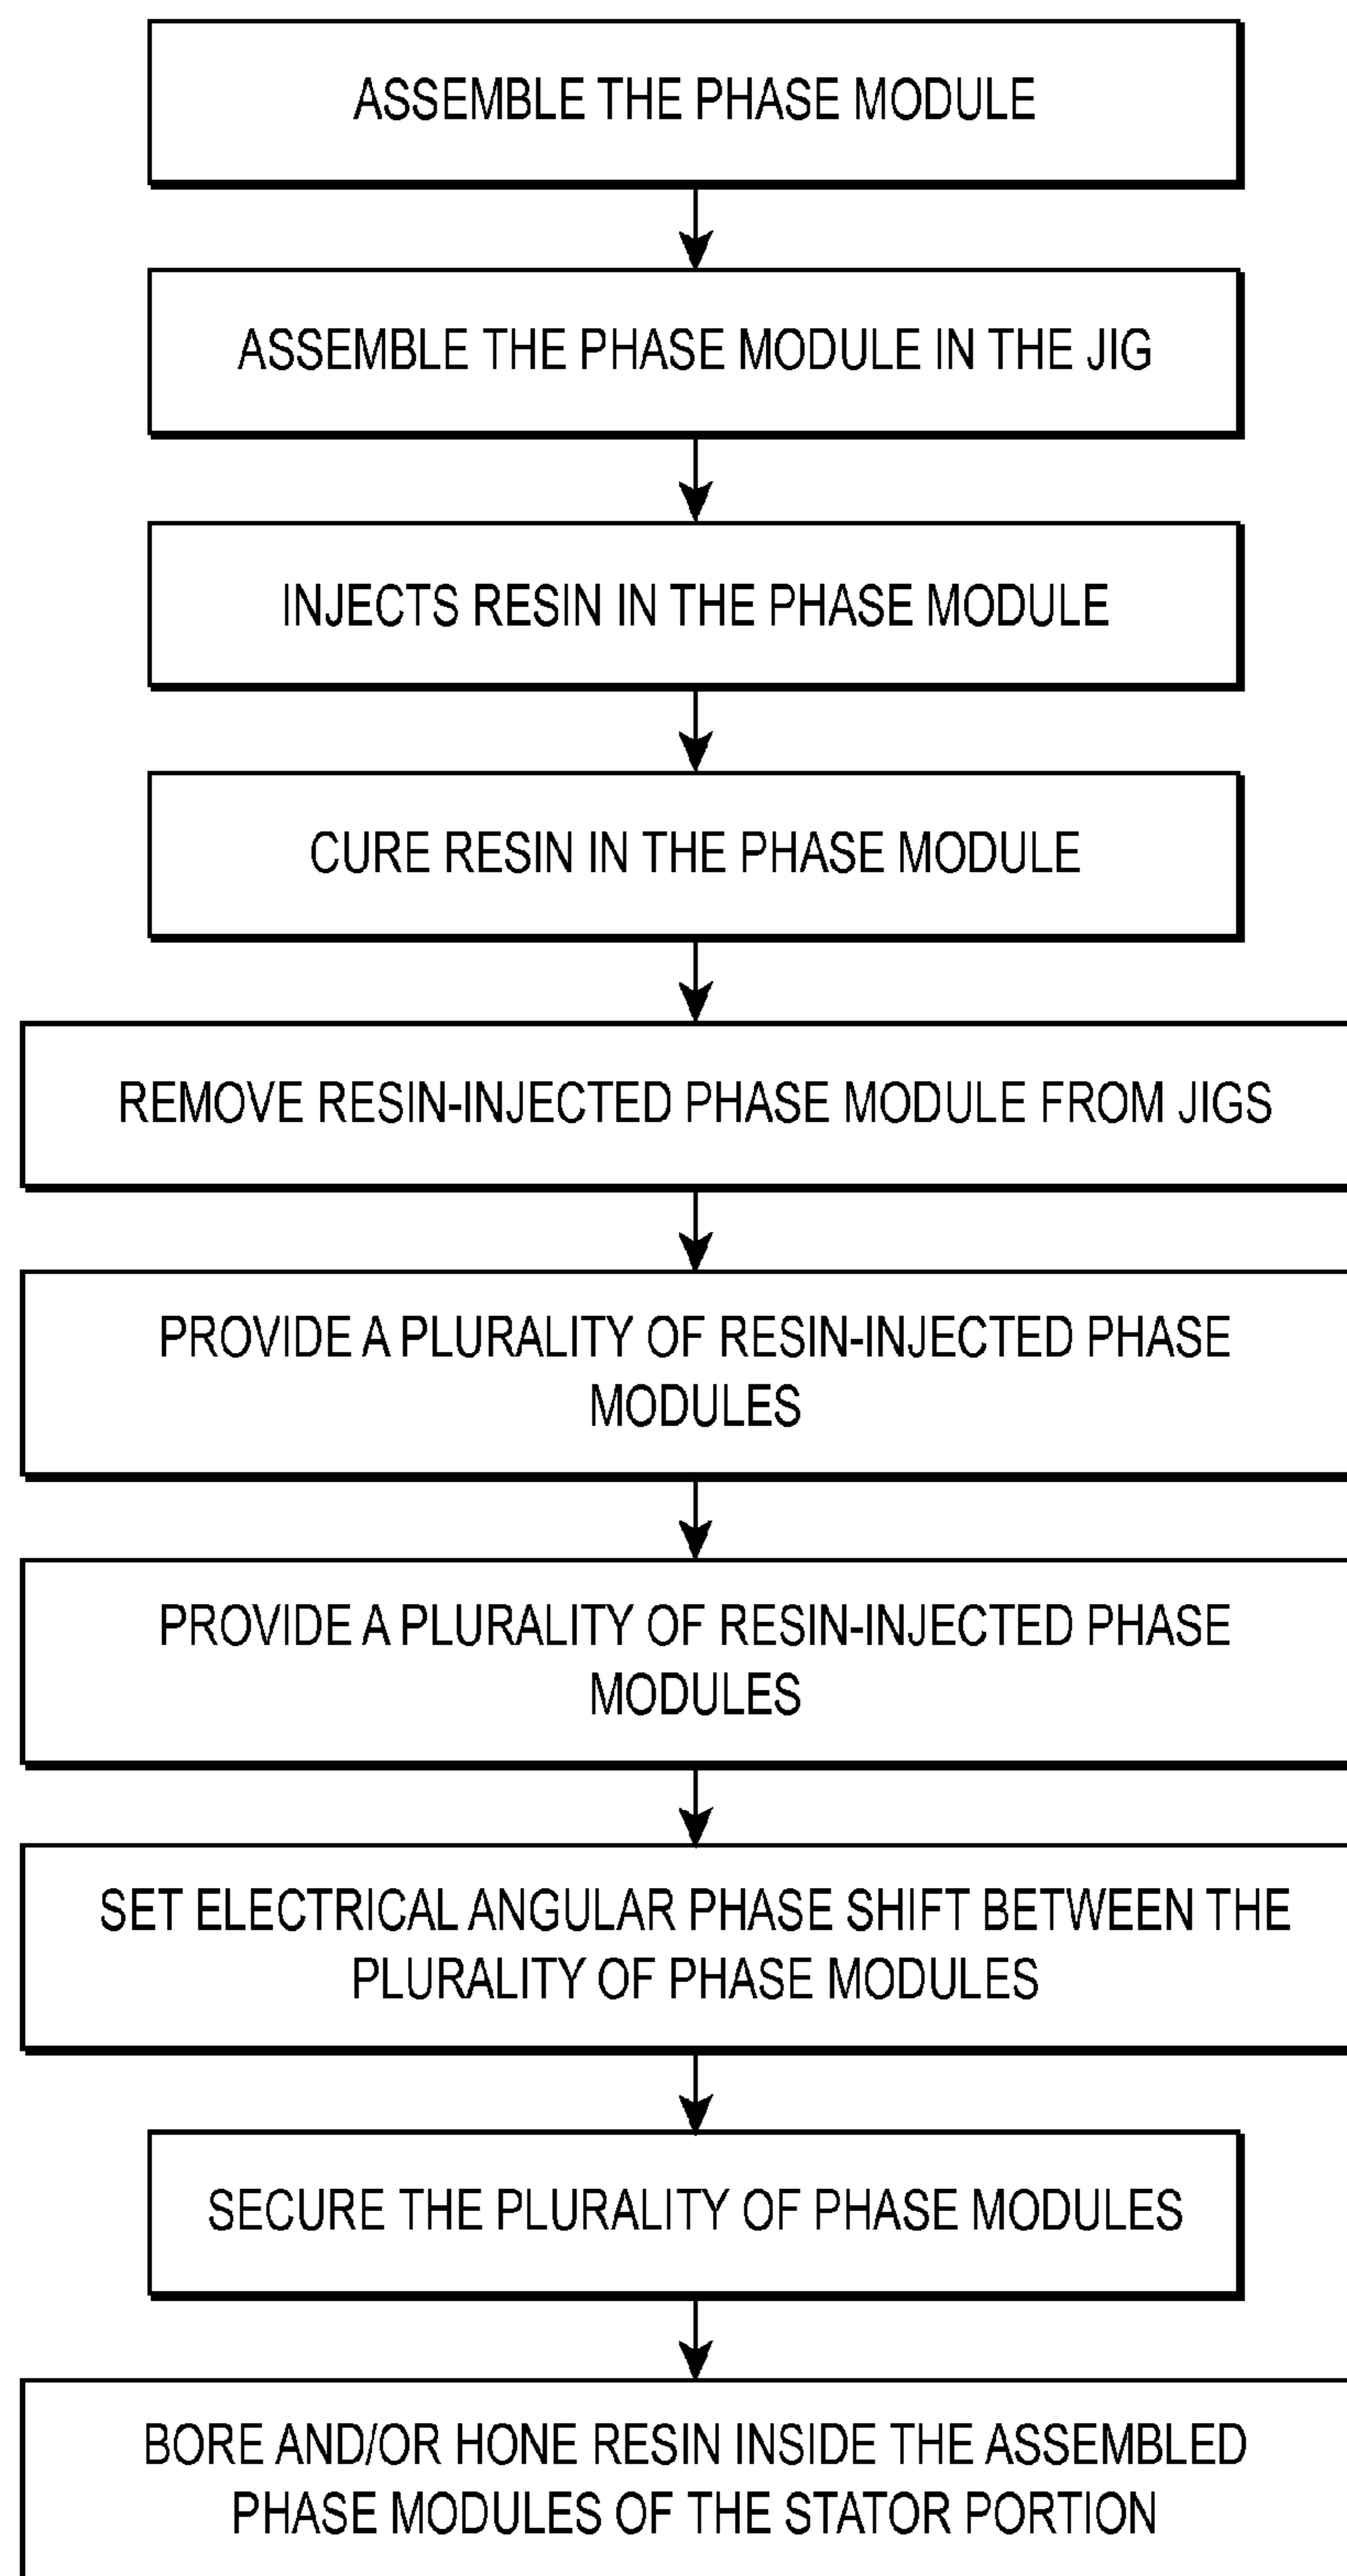 ASSEMBLE THE PHASE MODULE
ASSEMBLE THE PHASE MODULE IN THE JIG
INJECTS RESIN IN THE PHASE MODULE
CURE RESIN IN THE PHASE MODULE
REMOVE RESIN-INJECTED PHASE MODULE FROM JIGS
PROVIDE A PLURALITY OF RESIN-INJECTED PHASE
MODULES
PROVIDE A PLURALITY OF RESIN-INJECTED PHASE
MODULES
SET ELECTRICAL ANGULAR PHASE SHIFT BETWEEN THE
PLURALITY OF PHASE MODULES
SECURE THE PLURALITY OF PHASE MODULES
BORE AND/OR HONE RESIN INSIDE THE ASSEMBLED
PHASE MODULES OF THE STATOR PORTION